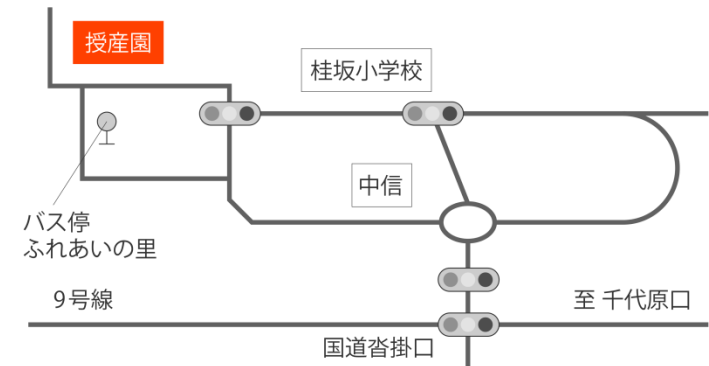 授産園
桂坂小学校
中信
バス停
ふれあいの里
9号線
至 千代原口
国道沓掛口